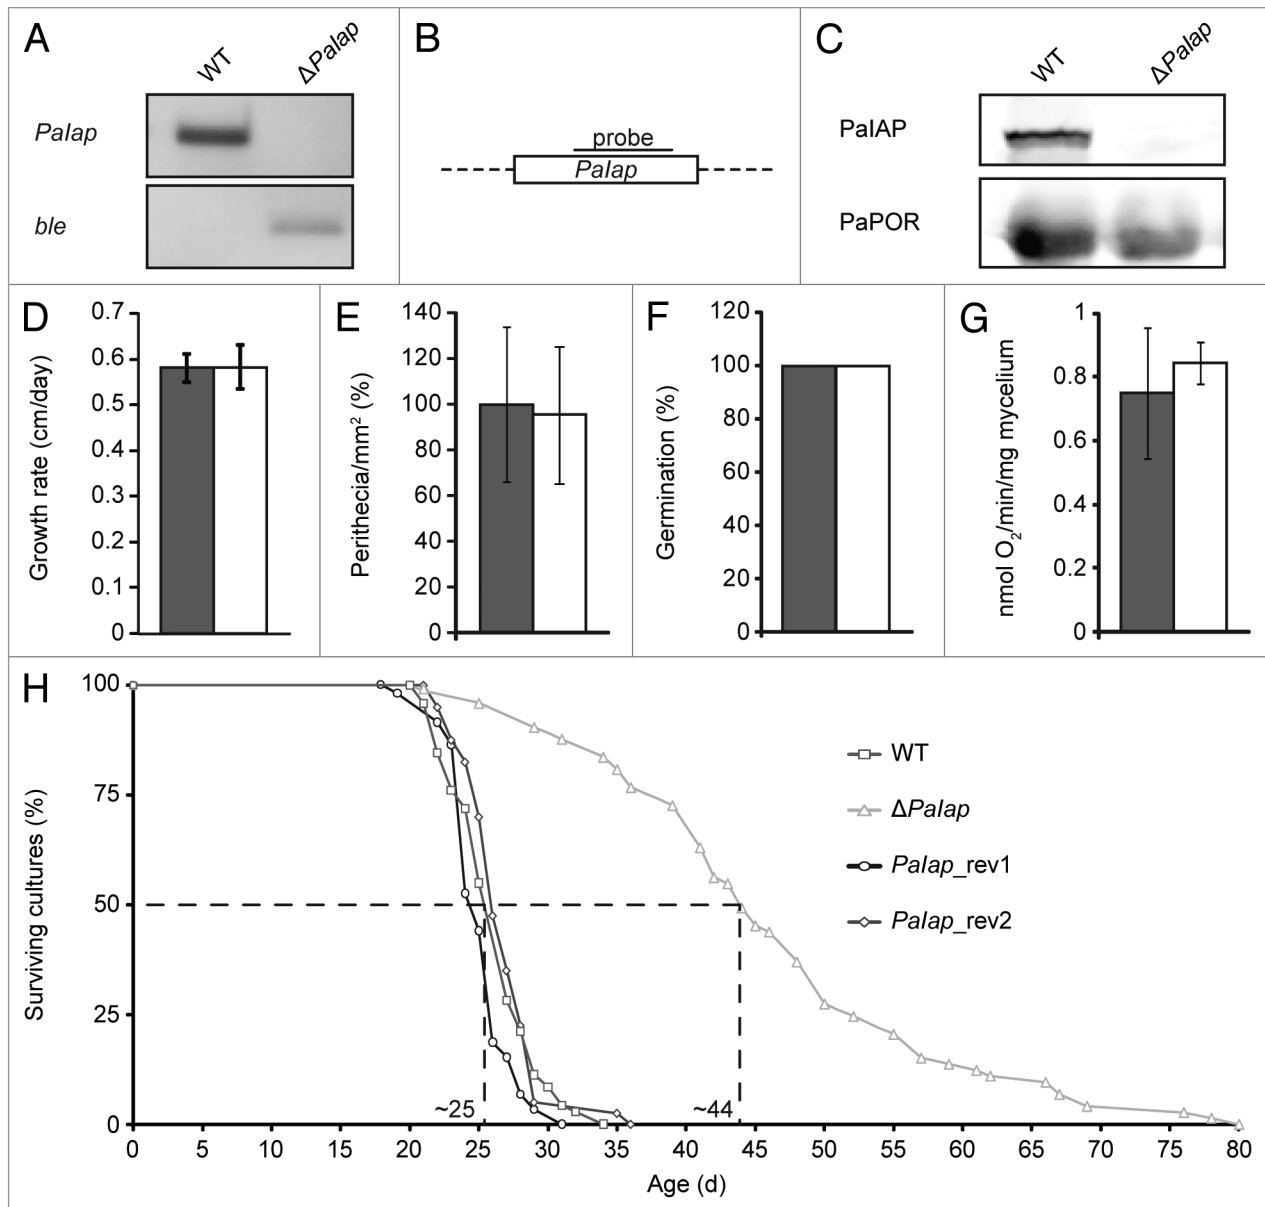 A
WT
ΔPaIap
PaIap
ble
B
probe
PaIap
C
WT
ΔPaIap
PaIAP
PaPOR
D
Growth rate (cm/day)
0.7
0.6
0.5
0.4
0.3
0.2
0.1
0
E
Perithecia/mm²(%)
140
120
100
80
60
40
20
0
F
Germination (%)
120
100
80
60
40
20
0
G
nmol O₂/min/mg mycelium
1
0.8
0.6
0.4
0.2
0
H
Surviving cultures (%)
100
75
50
25
0
~25
~44
WT
ΔPaIap
PaIap_rev1
PaIap_rev2
0 5 10 15 20 25 30 35 40 45 50 55 60 65 70 75 80
Age (d)